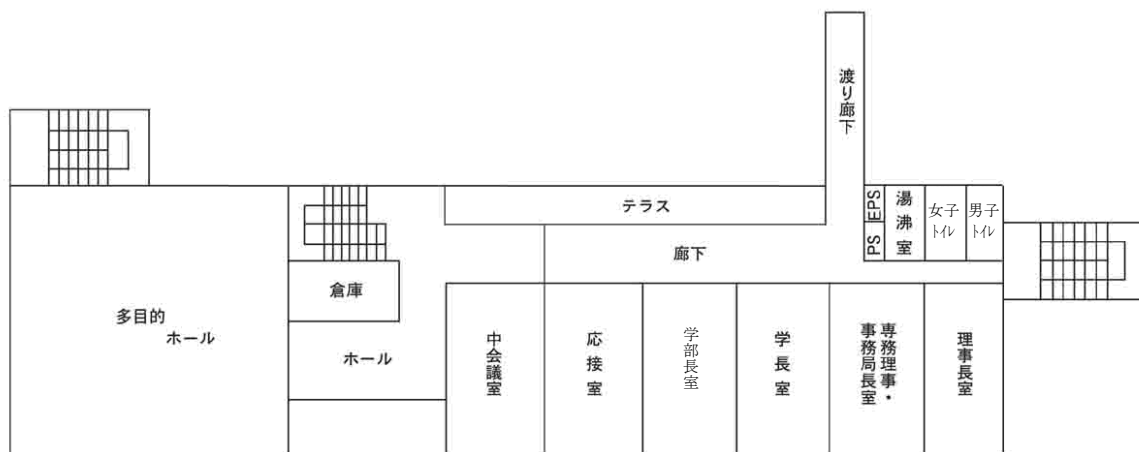 渡り廊下
テラス
EPS
PS
湯沸室
女子
トイレ
男子
トイレ
廊下
倉庫
多目的
ホール
ホール
中会議室
応接室
学部長室
学長室
専務理事・
事務局長室
理事長室